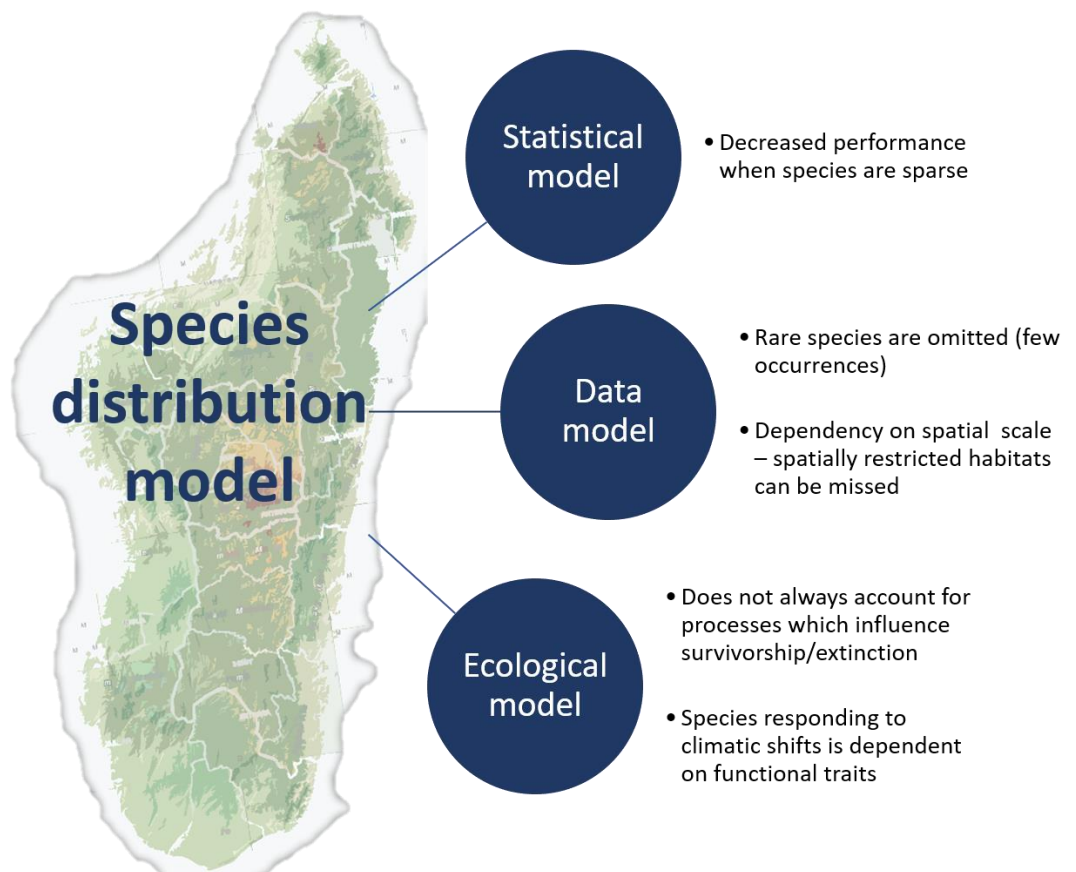 Species
distribution
model
Statistical
model
• Decreased performance
when species are sparse
Data
model
• Rare species are omitted (few
occurrences)
• Dependency on spatial scale
– spatially restricted habitats
can be missed
Ecological
model
• Does not always account for
processes which influence
survivorship/extinction
• Species responding to
climatic shifts is dependent
on functional traits